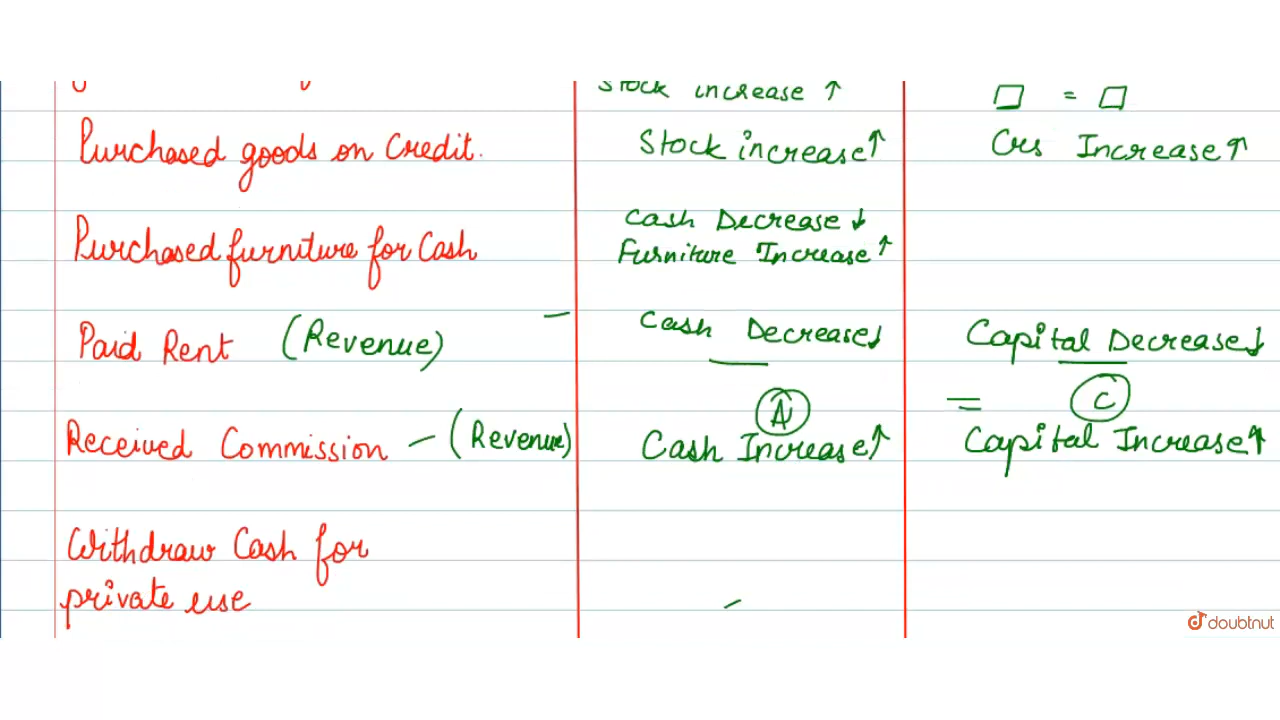 Stock increase ↑
□ = □
Purchased goods on Credit.
Stock increase ↑
Crs Increase ↑
Cash Decrease ↓
Purchased furniture for Cash
Furniture Increase ↑
Paid Rent (Revenue) –
Cash Decrease ↓
Capital Decrease ↓
A = C
Received Commission – (Revenue)
Cash Increase ↑
Capital Increase ↑
Withdraw Cash for
private use
doubtnut